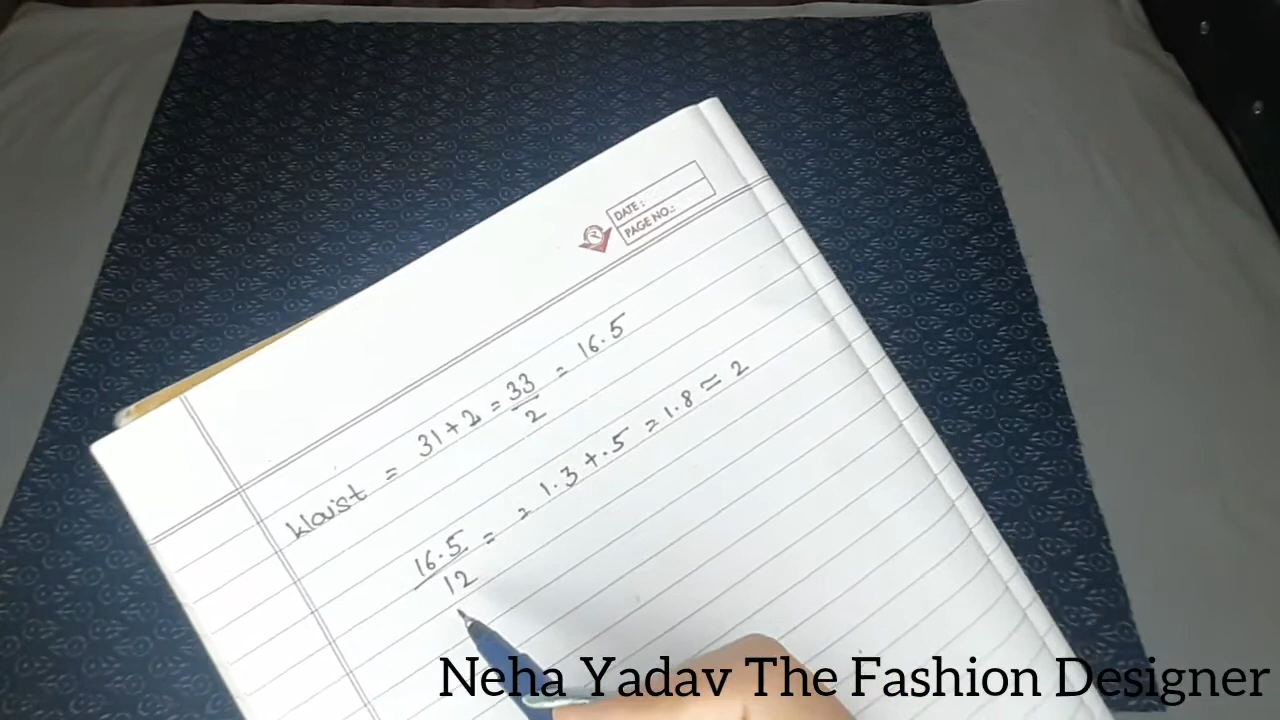 DATE :
PAGE NO.:
Waist = 31 + 2 = 33/2 = 16.5
16.5/12 = = 1.3 + .5 = 1.8 ≃ 2
Neha Yadav The Fashion Designer